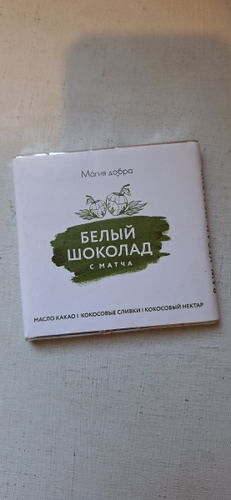 Магия добра
БЕЛЫЙ
ШОКОЛАД
С МАТЧА
МАСЛО КАКАО | КОКОСОВЫЕ СЛИВКИ | КОКОСОВЫЙ НЕКТАР